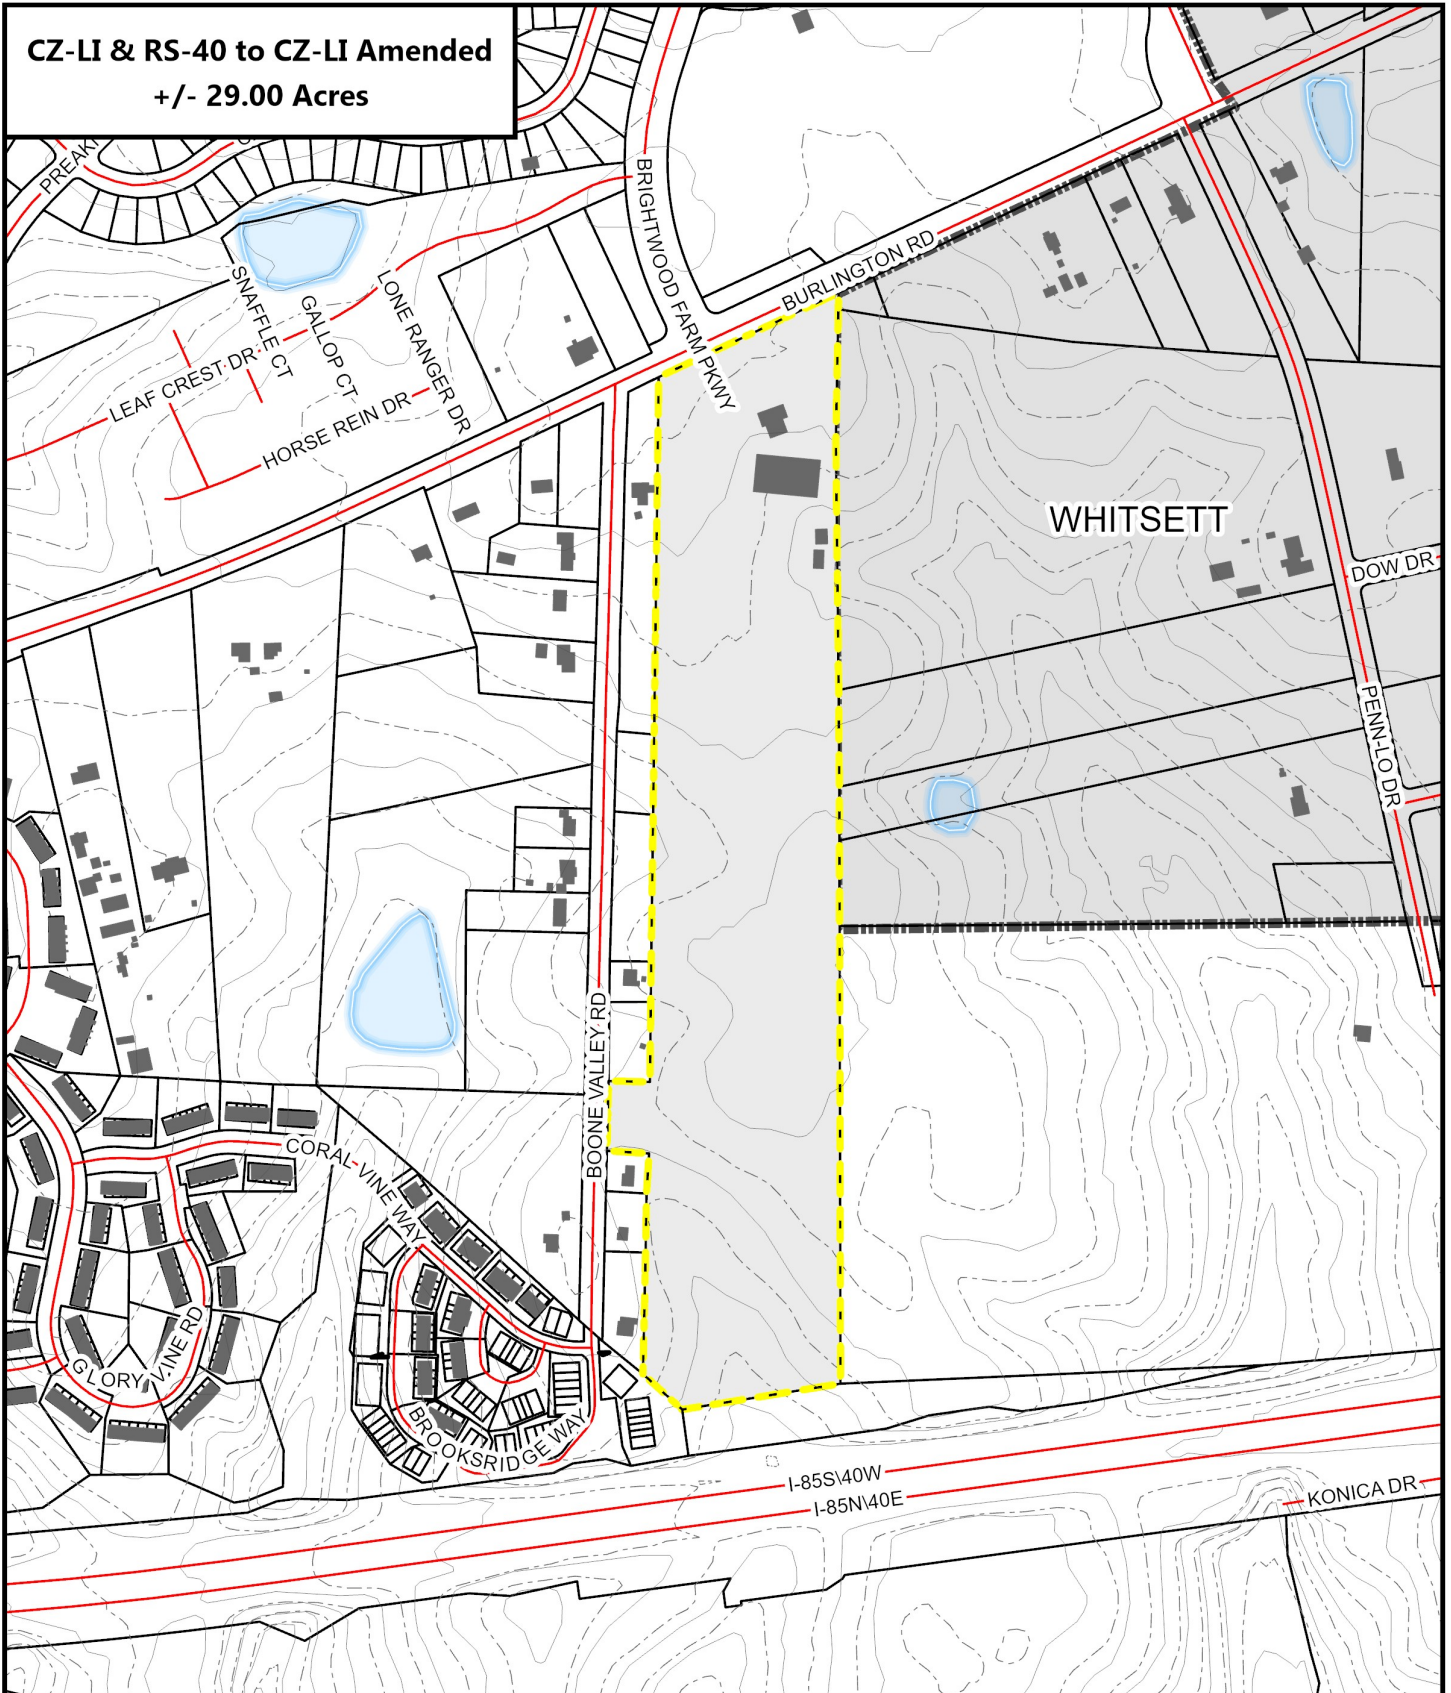 CZ-LI & RS-40 to CZ-LI Amended
+/- 29.00 Acres
BRIGHTWOOD FARM PKWY
BURLINGTON RD
SNAFFLE CT
GALLOP CT
LONE RANGER DR
LEAF CREST DR
HORSE REIN DR
WHITSETT
DOW DR
PENN-LO DR
BOONE VALLEY RD
CORAL VINE WAY
GLORY VINE RD
BROOKSRIDGE WAY
I-85S\40W
I-85N\40E
KONICA DR